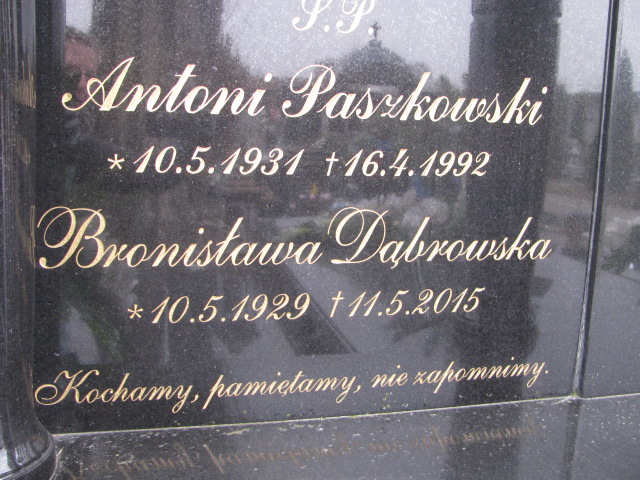 Ś.P.
Antoni Paszkowski
* 10.5.1931 † 16.4.1992
Bronisława Dąbrowska
* 10.5.1929 † 11.5.2015
Kochamy, pamiętamy, nie zapomnimy.